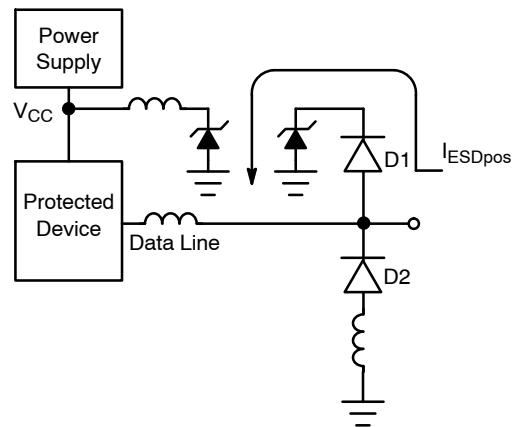 Power
Supply
VCC
D1
IESDpos
Protected
Device
Data Line
D2